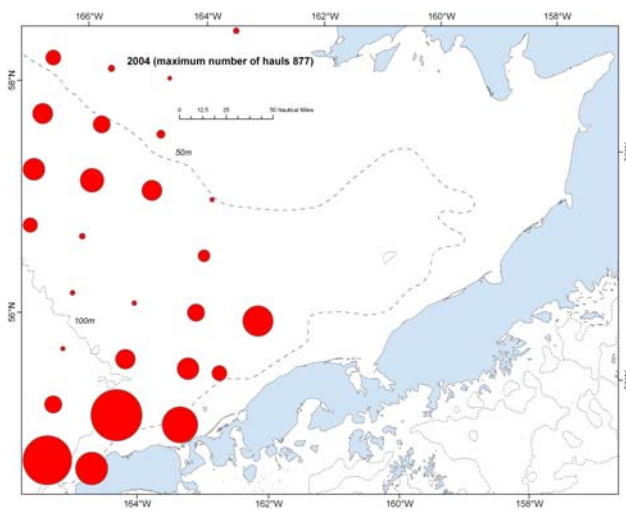 166°W 164°W 162°W 160°W 158°W
58°N
2004 (maximum number of hauls 877)
0 12.5 25 50 Nautical Miles
50m
56°N
100m
164°W 162°W 160°W 158°W